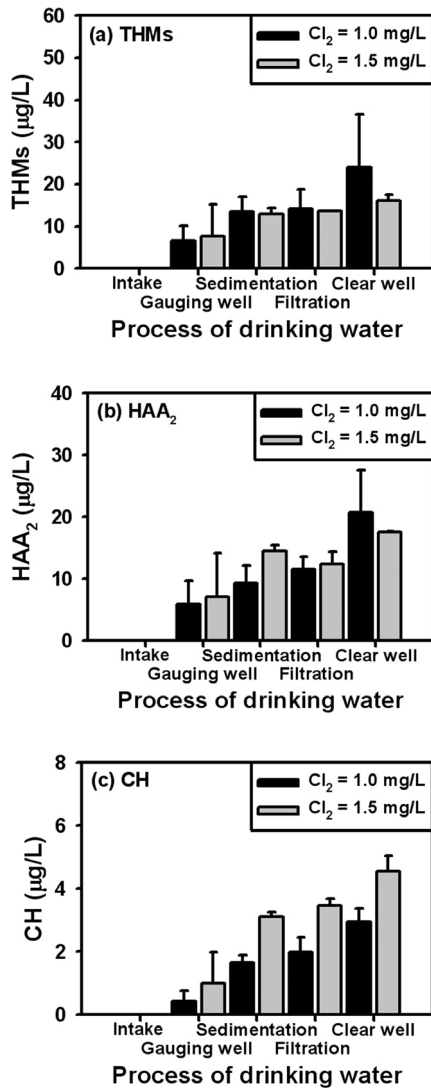 (a) THMs
Cl₂ = 1.0 mg/L
Cl₂ = 1.5 mg/L
THMs (µg/L)
60
50
40
30
20
10
0
Intake Sedimentation Clear well
Gauging well Filtration
Process of drinking water
(b) HAA₂
Cl₂ = 1.0 mg/L
Cl₂ = 1.5 mg/L
HAA₂ (µg/L)
40
30
20
10
0
Intake Sedimentation Clear well
Gauging well Filtration
Process of drinking water
(c) CH
Cl₂ = 1.0 mg/L
Cl₂ = 1.5 mg/L
CH (µg/L)
8
6
4
2
0
Intake Sedimentation Clear well
Gauging well Filtration
Process of drinking water